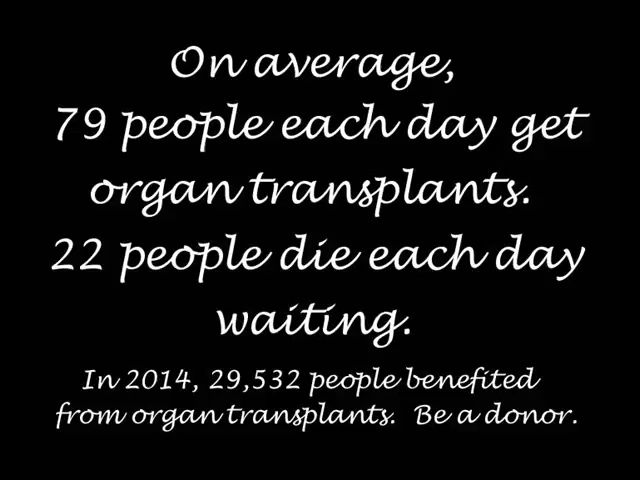 On average,
79 people each day get
organ transplants.
22 people die each day
waiting.
In 2014, 29,532 people benefited
from organ transplants. Be a donor.